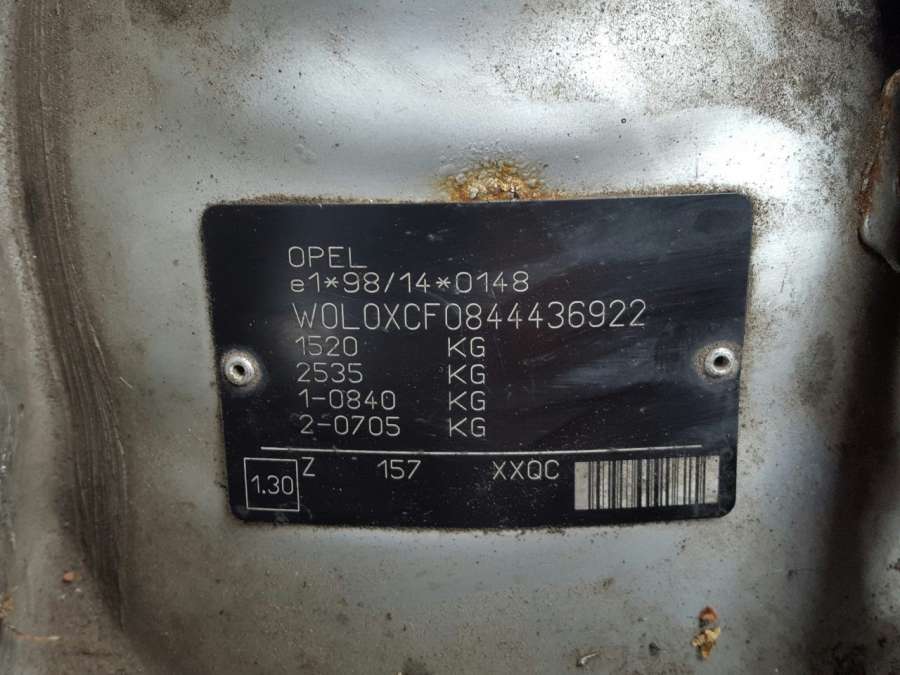 OPEL
e1*98/14*0148
W0L0XCF0844436922
1520 KG
2535 KG
1-0840 KG
2-0705 KG
1.30 Z 157 XXQC